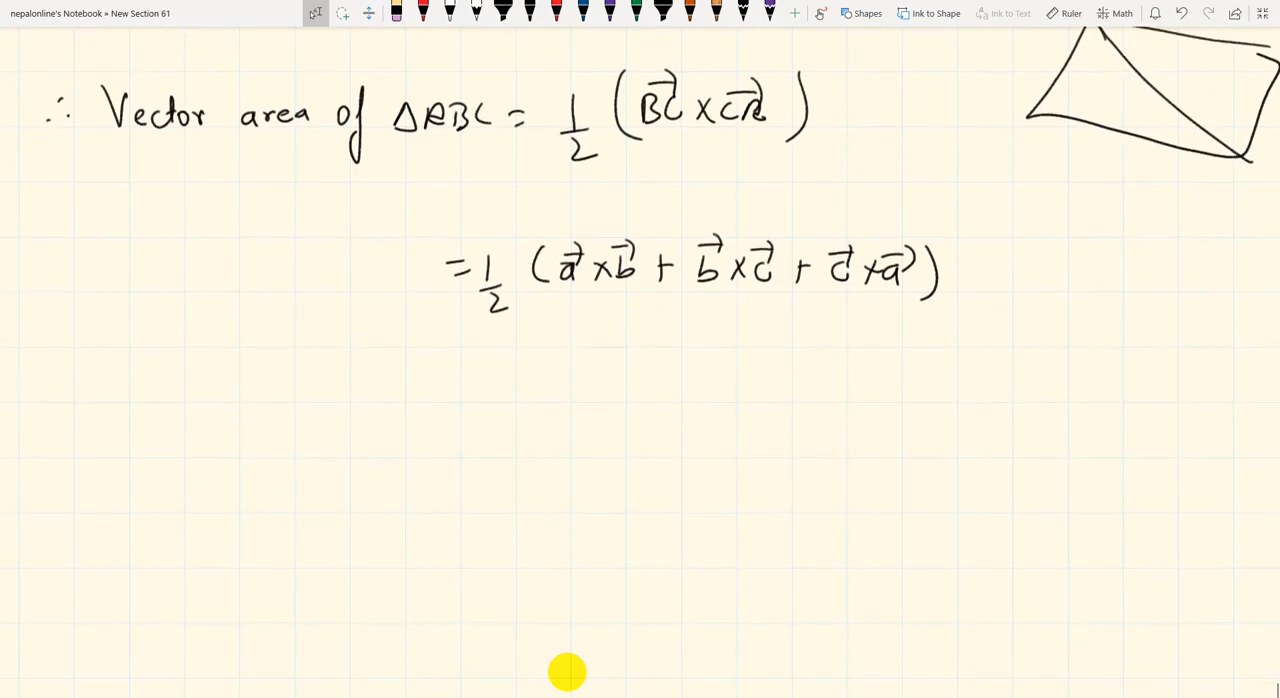 nepalonline's Notebook » New Section 61
Shapes Ink to Shape Ink to Text Ruler Math
∴ Vector area of ΔABC = 1/2 (BC⃗ × CA⃗)
= 1/2 (a⃗ × b⃗ + b⃗ × c⃗ + c⃗ × a⃗)